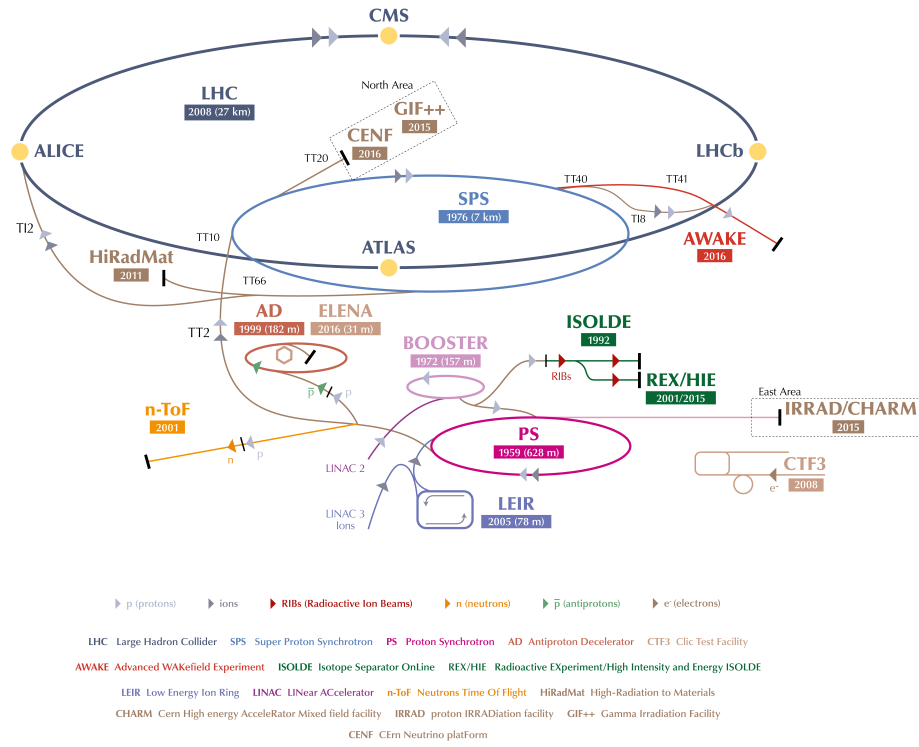 CMS
North Area
LHC
2008 (27 km)
GIF++
2015
CENF
2016
ALICE
LHCb
TT20
TT40
TT41
SPS
1976 (7 km)
TI2
TI8
TT10
AWAKE
2016
ATLAS
HiRadMat
2011
TT66
AD
1999 (182 m)
ELENA
2016 (31 m)
TT2
ISOLDE
1992
BOOSTER
1972 (157 m)
RIBs
REX/HIE
2001/2015
p̅
p
East Area
n-ToF
2001
IRRAD/CHARM
2015
PS
1959 (628 m)
n
p
LINAC 2
CTF3
2008
e-
LEIR
2005 (78 m)
LINAC 3
Ions
p (protons) ions RIBs (Radioactive Ion Beams) n (neutrons) p̅ (antiprotons) e- (electrons)
LHC Large Hadron Collider SPS Super Proton Synchrotron PS Proton Synchrotron AD Antiproton Decelerator CTF3 Clic Test Facility
AWAKE Advanced WAKefield Experiment ISOLDE Isotope Separator OnLine REX/HIE Radioactive EXperiment/High Intensity and Energy ISOLDE
LEIR Low Energy Ion Ring LINAC LINear ACcelerator n-ToF Neutrons Time Of Flight HiRadMat High-Radiation to Materials
CHARM Cern High energy AcceleRator Mixed field facility IRRAD proton IRRADiation facility GIF++ Gamma Irradiation Facility
CENF CErn Neutrino platForm